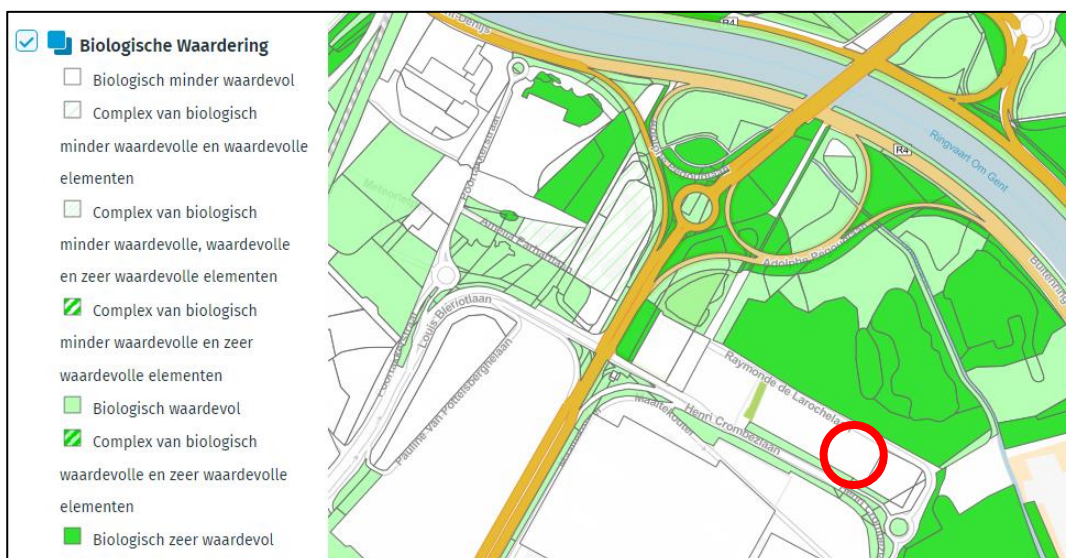 Biologische Waardering
Biologisch minder waardevol
Complex van biologisch
minder waardevolle en waardevolle
elementen
Complex van biologisch
minder waardevolle, waardevolle
en zeer waardevolle elementen
Complex van biologisch
minder waardevolle en zeer
waardevolle elementen
Biologisch waardevol
Complex van biologisch
waardevolle en zeer waardevolle
elementen
Biologisch zeer waardevol
R4
Ringvaart Om Gent
R4
Buitenring
Poortakkerstraat
Louis Blériotlaan
Pauline van Pottelsberghelaan
Maaltekouter
Henri Crombezlaan
Raymonde de Larochelaan